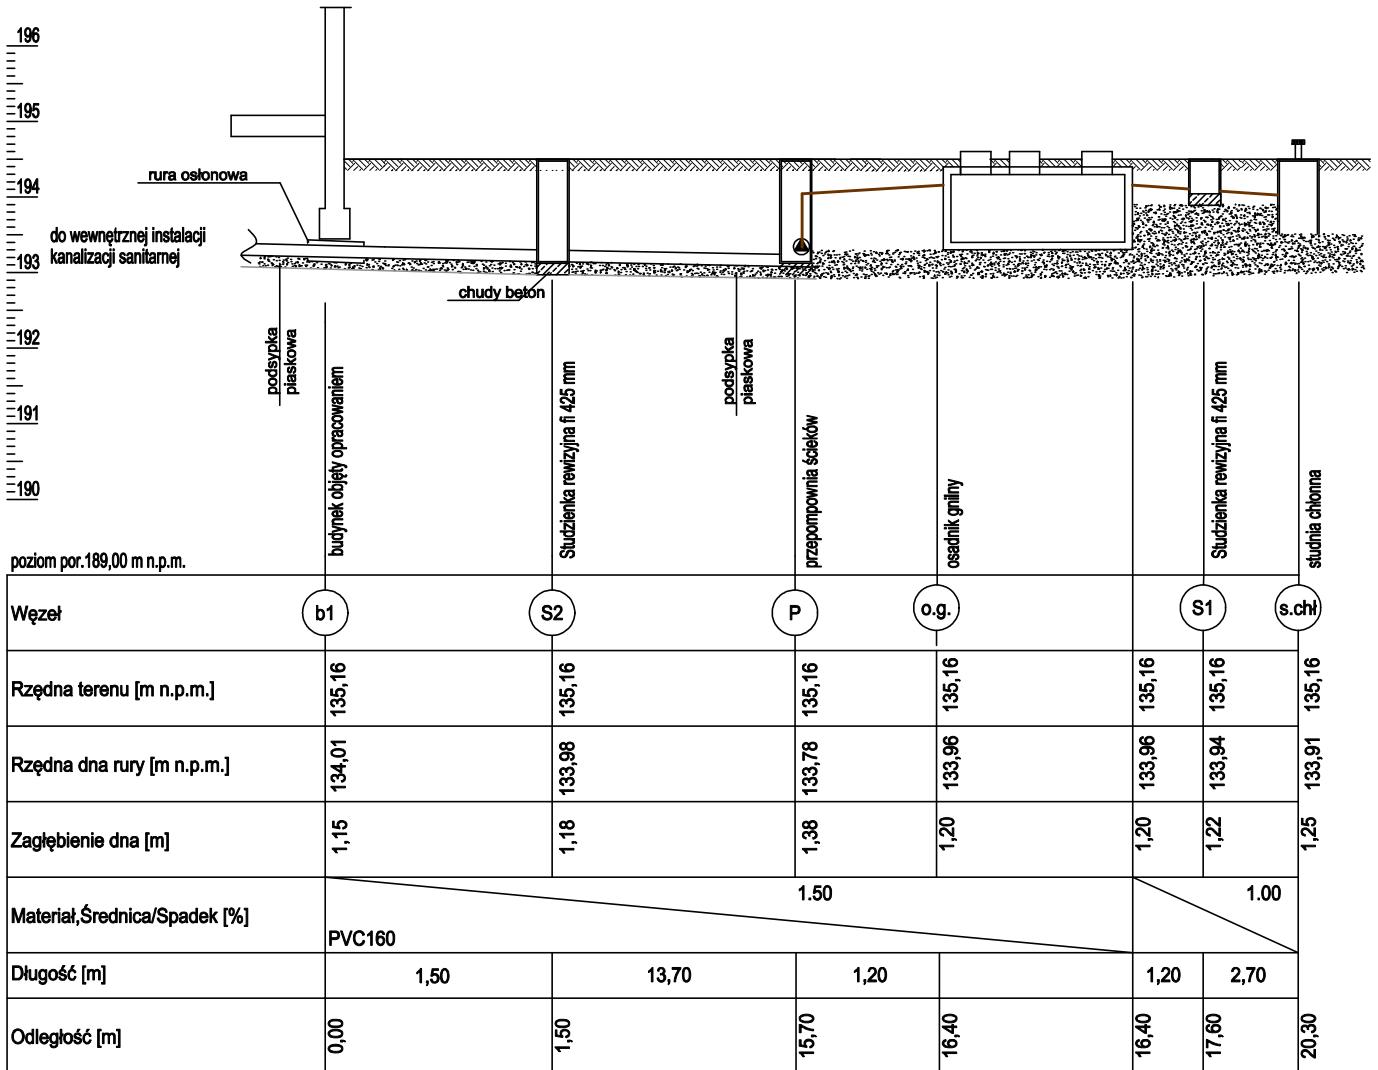 196
195
194
193
192
191
190
rura osłonowa
do wewnętrznej instalacji
kanalizacji sanitarnej
chudy beton
podsypka
piaskowa
podsypka
piaskowa
budynek objęty opracowaniem
Studzienka rewizyjna fi 425 mm
przepompownia ścieków
osadnik gnilny
Studzienka rewizyjna fi 425 mm
studnia chłonna
poziom por.189,00 m n.p.m.
Węzeł b1 S2 P o.g. S1 s.chł
Rzędna terenu [m n.p.m.] 135,16 135,16 135,16 135,16 135,16 135,16 135,16
Rzędna dna rury [m n.p.m.] 134,01 133,98 133,78 133,96 133,96 133,94 133,91
Zagłębienie dna [m] 1,15 1,18 1,38 1,20 1,20 1,22 1,25
Materiał,Średnica/Spadek [%] PVC160 1.50 1.00
Długość [m] 1,50 13,70 1,20 1,20 2,70
Odległość [m] 0,00 1,50 15,70 16,40 16,40 17,60 20,30